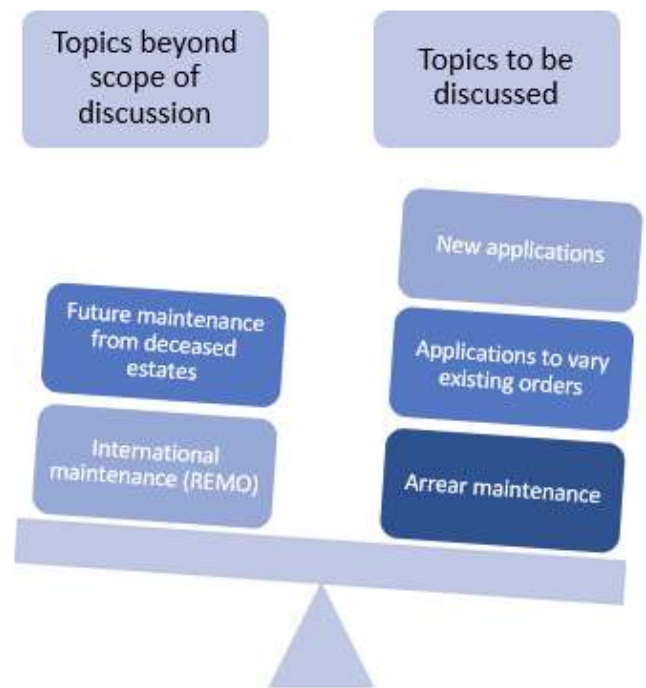 Topics beyond
scope of
discussion
Topics to be
discussed
Future maintenance
from deceased
estates
International
maintenance (REMO)
New applications
Applications to vary
existing orders
Arrear maintenance